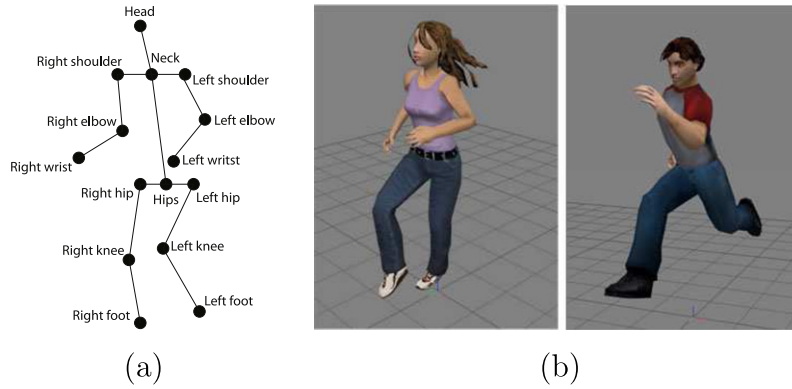 Head
Right shoulder
Neck
Left shoulder
Right elbow
Left elbow
Right wrist
Left writst
Right hip
Hips
Left hip
Right knee
Left knee
Right foot
Left foot
(a)
(b)